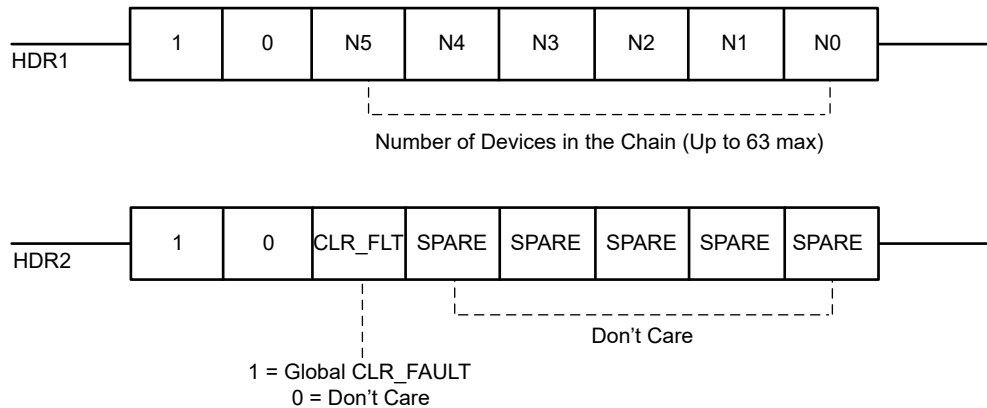 HDR1 1 0 N5 N4 N3 N2 N1 N0
Number of Devices in the Chain (Up to 63 max)
HDR2 1 0 CLR_FLT SPARE SPARE SPARE SPARE SPARE
Don't Care
1 = Global CLR_FAULT
0 = Don't Care